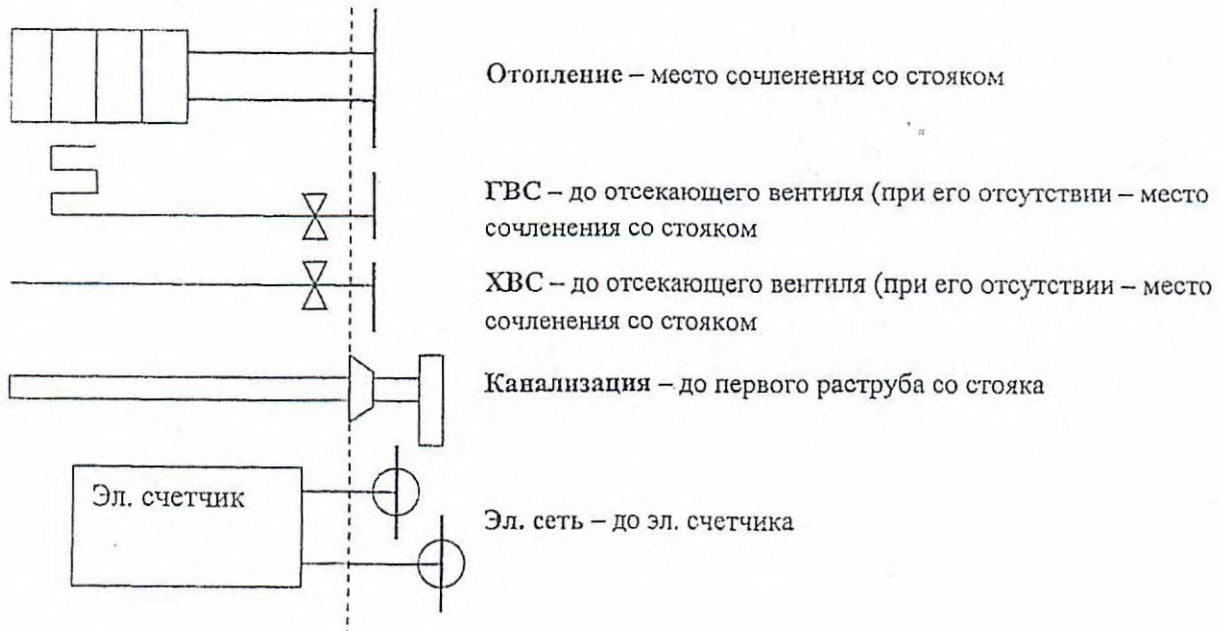 Отопление – место сочленения со стояком
ГВС – до отсекающего вентиля (при его отсутствии – место
сочленения со стояком
ХВС – до отсекающего вентиля (при его отсутствии – место
сочленения со стояком
Канализация – до первого раструба со стояка
Эл. счетчик
Эл. сеть – до эл. счетчика